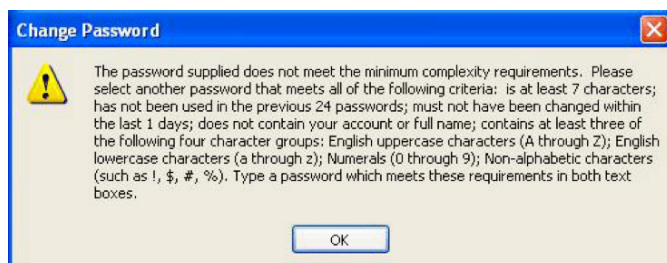 Change Password
The password supplied does not meet the minimum complexity requirements. Please
select another password that meets all of the following criteria: is at least 7 characters;
has not been used in the previous 24 passwords; must not have been changed within
the last 1 days; does not contain your account or full name; contains at least three of
the following four character groups: English uppercase characters (A through Z); English
lowercase characters (a through z); Numerals (0 through 9); Non-alphabetic characters
(such as !, $, #, %). Type a password which meets these requirements in both text
boxes.
OK